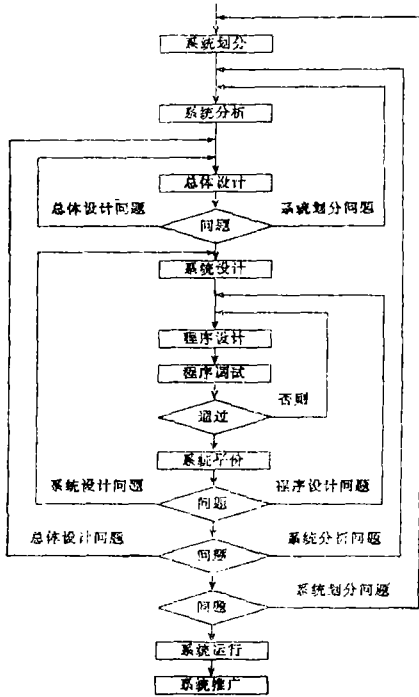 系统划分
系统分析
总体设计
总体设计问题
系统划分问题
问题
系统设计
程序设计
程序调试
否则
通过
系统评价
系统设计问题
程序设计问题
问题
总体设计问题
系统分析问题
问题
系统划分问题
问题
系统运行
系统推广